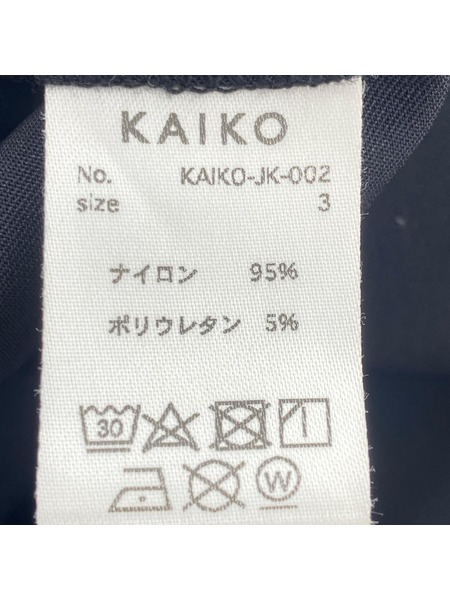 KAIKO
No. KAIKO-JK-002
size 3
ナイロン 95%
ポリウレタン 5%
30
W